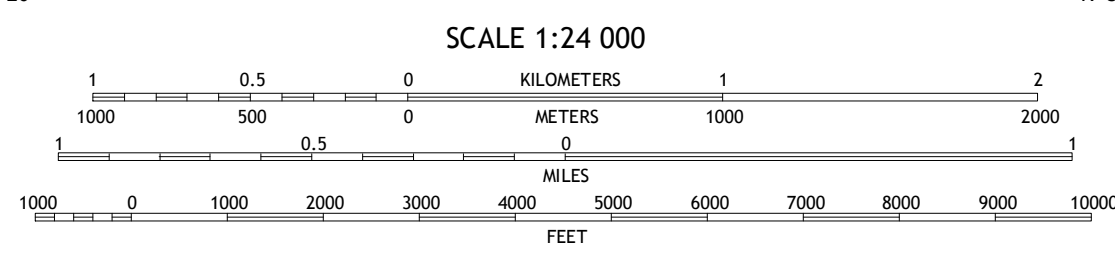 SCALE 1:24 000
1 0.5 0 KILOMETERS 1 2
1000 500 0 METERS 1000 2000
1 0.5 0 1
MILES
1000 0 1000 2000 3000 4000 5000 6000 7000 8000 9000 10000
FEET